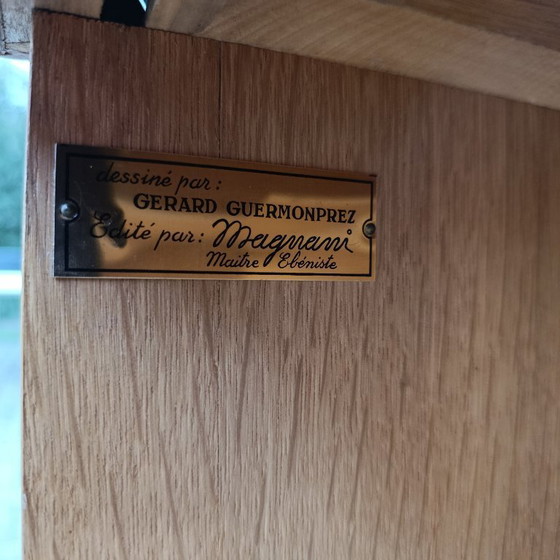 dessiné par:
GERARD GUERMONPREZ
Edité par: Magnani
Maitre Ebéniste